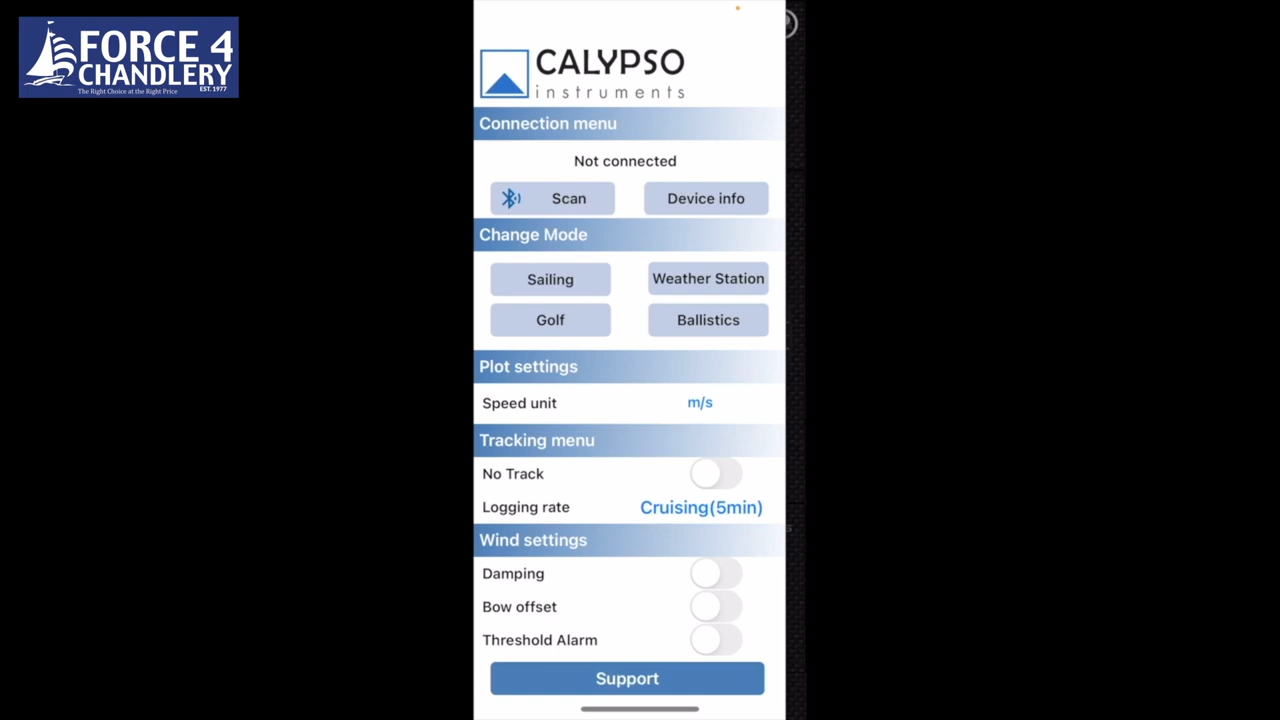 FORCE 4
CHANDLERY
The Right Choice at the Right Price
EST. 1977
CALYPSO
instruments
Connection menu
Not connected
Scan
Device info
Change Mode
Sailing
Weather Station
Golf
Ballistics
Plot settings
Speed unit
m/s
Tracking menu
No Track
Logging rate
Cruising(5min)
Wind settings
Damping
Bow offset
Threshold Alarm
Support